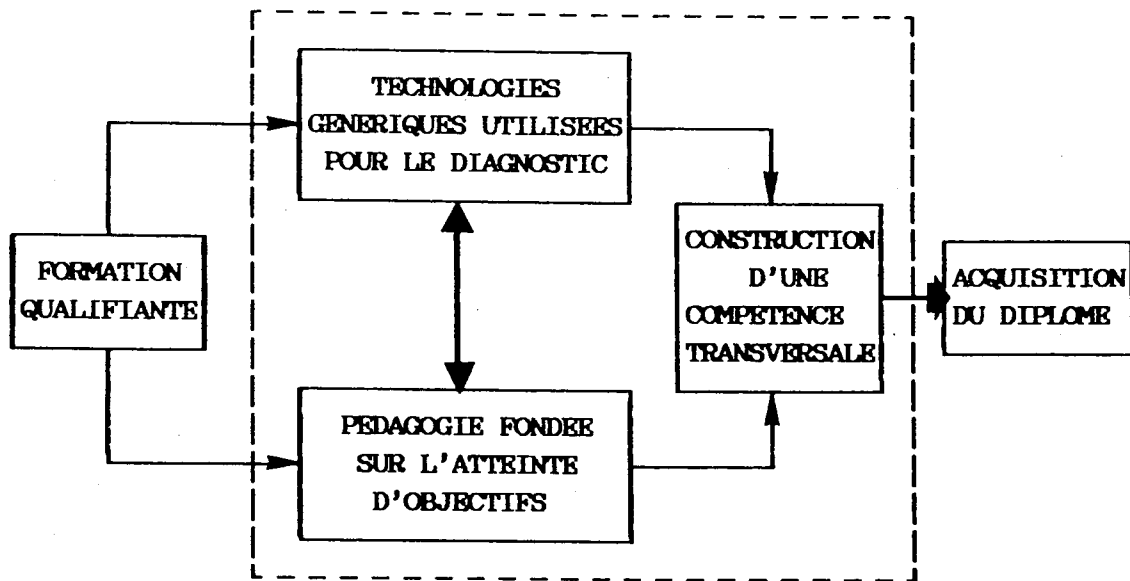 TECHNOLOGIES
GENERIQUES UTILISEES
POUR LE DIAGNOSTIC
FORMATION
QUALIFIANTE
PEDAGOGIE FONDEE
SUR L'ATTEINTE
D'OBJECTIFS
CONSTRUCTION
D'UNE
COMPETENCE
TRANSVERSALE
ACQUISITION
DU DIPLOME